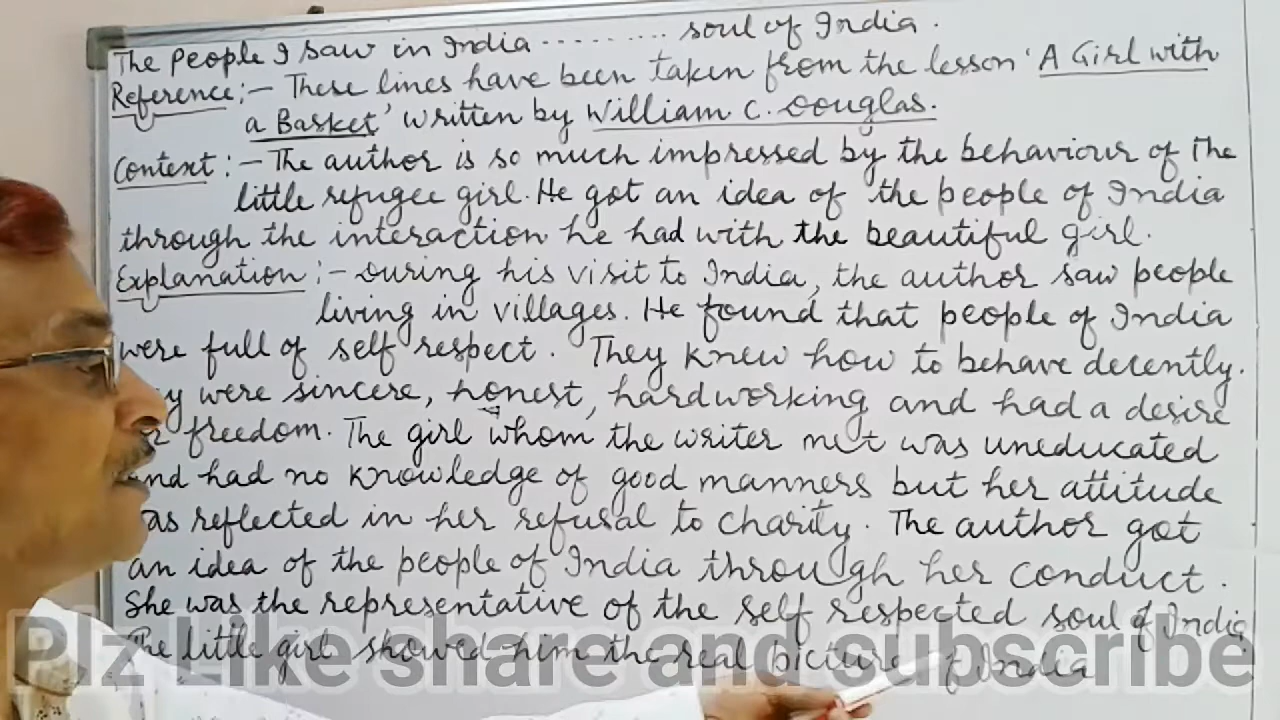 The People I saw in India ......... soul of India.
Reference:- These lines have been taken from the lesson 'A Girl with
a Basket' written by William C. Douglas.
Context:- The author is so much impressed by the behaviour of the
little refugee girl. He got an idea of the people of India
through the interaction he had with the beautiful girl.
Explanation:- During his visit to India, the author saw people
living in villages. He found that people of India
were full of self respect. They knew how to behave decently.
y were sincere, honest, hardworking and had a desire
freedom. The girl whom the writer met was uneducated
and had no knowledge of good manners but her attitude
as reflected in her refusal to charity. The author got
an idea of the people of India through her conduct.
She was the representative of the self respected soul of India
The little girl showed him the real picture of India
Plz Like share and subscribe